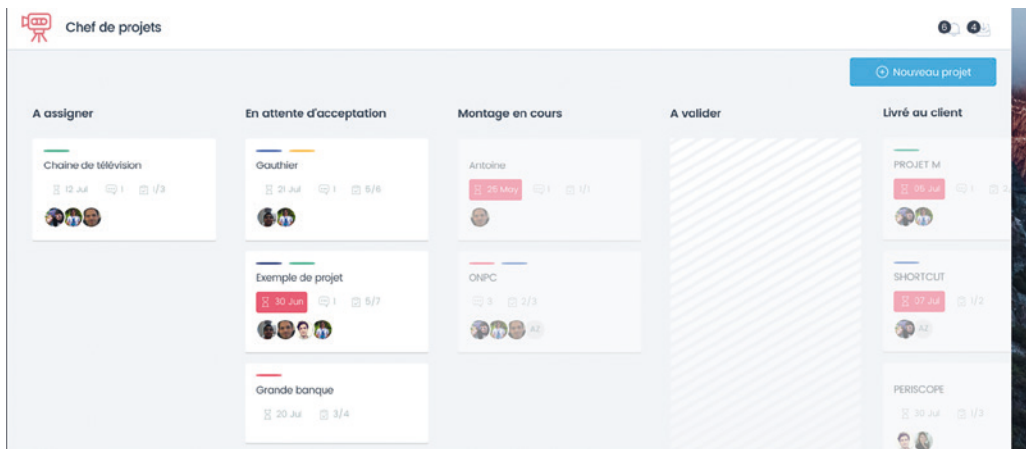 Chef de projets
6
4
Nouveau projet
A assigner
En attente d'acceptation
Montage en cours
A valider
Livré au client
Chaine de télévision
12 Jul 1 1/3
Gauthier
21 Jul 1 5/6
Antoine
25 May 1 1/1
PROJET M
05 Jul 1
Exemple de projet
30 Jun 1 5/7
ONPC
3 2/3
AZ
SHORTCUT
07 Jul 1/2
AZ
Grande banque
20 Jul 3/4
PERISCOPE
30 Jul 1/3